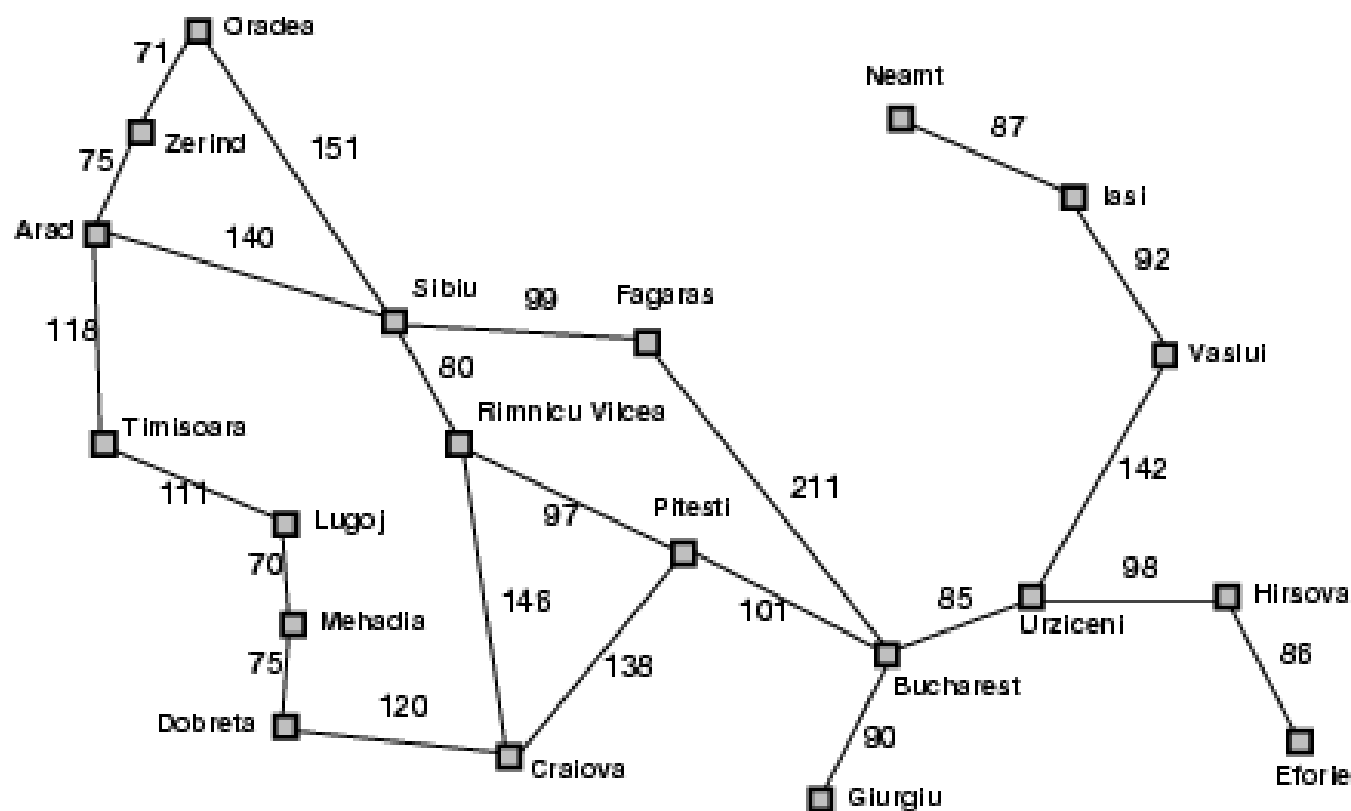 Oradea
71
Neamt
87
Zerind
151
75
Iasi
Arad
140
92
Sibiu
99
Fagaras
118
80
Vaslui
Timisoara
Rimnicu Vilcea
142
111
Lugoj
97
Pitesti
211
70
98
Hirsova
146
101
85
Urziceni
Mehadia
75
138
86
Bucharest
Dobreta
120
90
Craiova
Eforie
Giurgiu